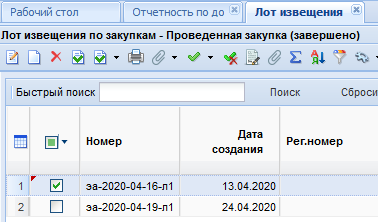 Рабочий стол Отчетность по до Лот извещения
Лот извещения по закупкам - Проведенная закупка (завершено)
Быстрый поиск Поиск Сброси
Номер Дата создания Рег.номер
1 эа-2020-04-16-л1 13.04.2020
2 эа-2020-04-19-л1 24.04.2020